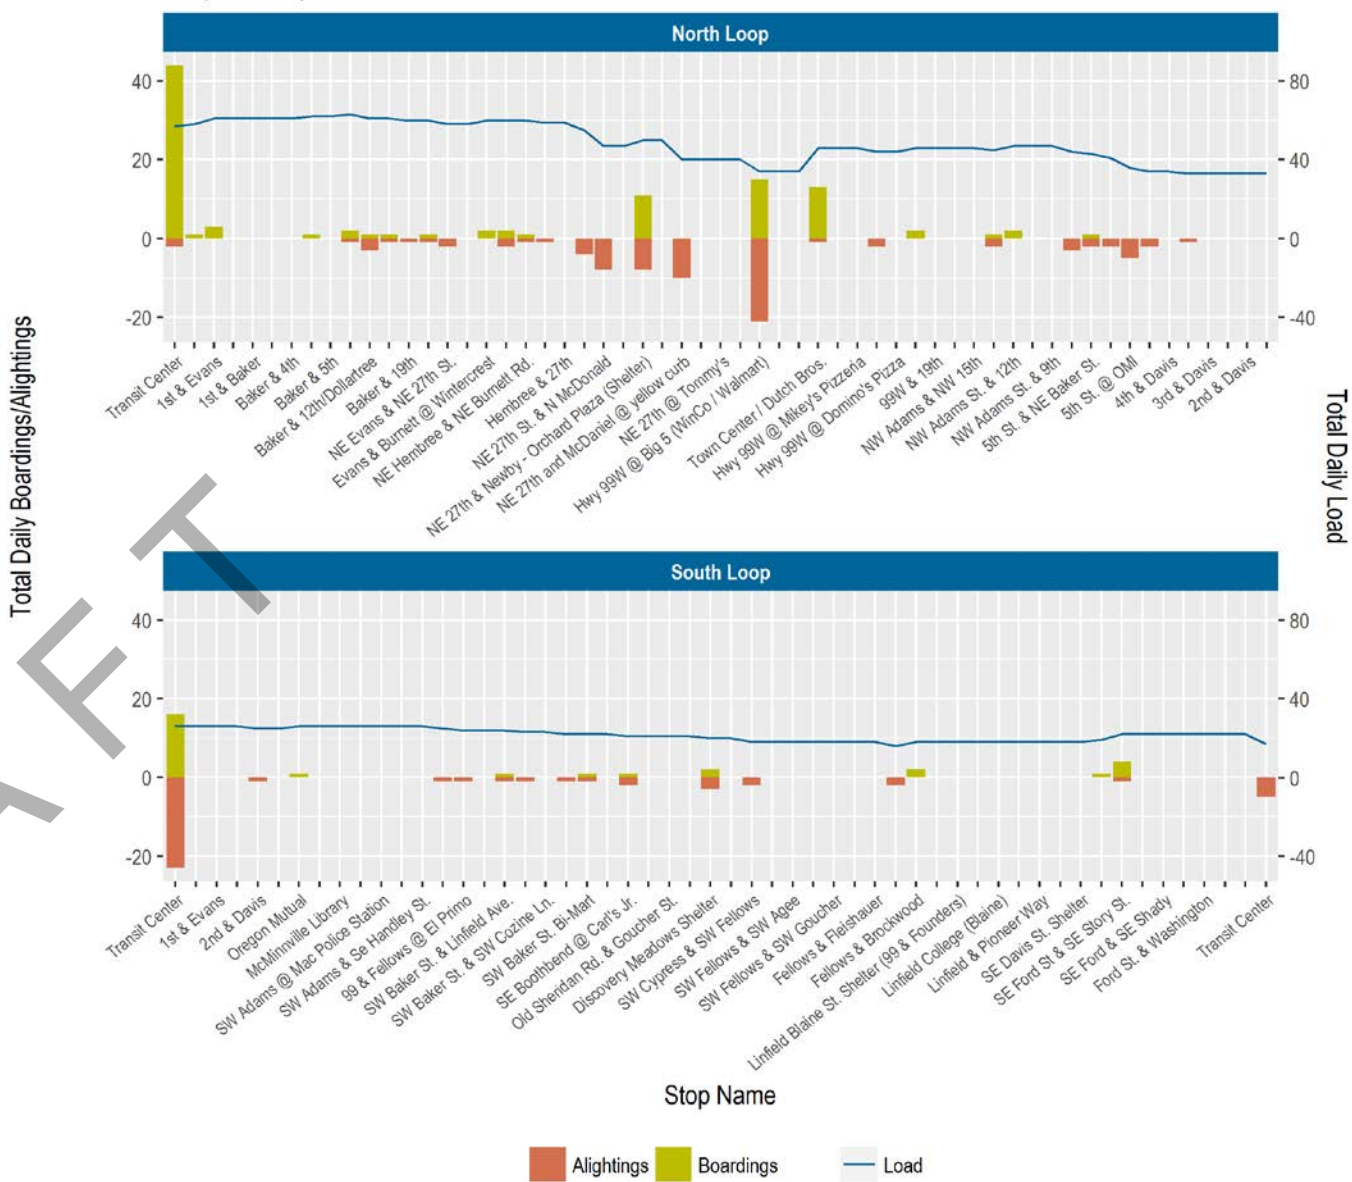 North Loop
40
20
0
-20
80
40
0
-40
Transit Center
1st & Evans
1st & Baker
Baker & 4th
Baker & 5th
Baker & 12th/Dollartree
Baker & 19th
NE Evans & NE 27th St.
Evans & Burnett @ Wintercrest
NE Hembree & NE Burnett Rd.
Hembree & 27th
NE 27th St. & N McDonald
NE 27th & Newby - Orchard Plaza (Shelter)
NE 27th and McDaniel @ yellow curb
NE 27th @ Tommy's
Hwy 99W @ Big 5 (WinCo / Walmart)
Town Center / Dutch Bros.
Hwy 99W @ Mikey's Pizzeria
Hwy 99W @ Domino's Pizza
99W & 19th
NW Adams & NW 15th
NW Adams St. & 12th
NW Adams St. & 9th
5th St. & NE Baker St.
5th St. @ OMI
4th & Davis
3rd & Davis
2nd & Davis
Total Daily Boardings/Alightings
Total Daily Load
South Loop
40
20
0
-20
80
40
0
-40
Transit Center
1st & Evans
2nd & Davis
Oregon Mutual
McMinnville Library
SW Adams @ Mac Police Station
SW Adams & Se Handley St.
99 & Fellows @ El Primo
SW Baker St. & Linfeld Ave.
SW Baker St. & SW Cozine Ln.
SW Baker St. Bi-Mart
SE Boothbend @ Carl's Jr.
Old Sheridan Rd. & Goucher St.
Discovery Meadows Shelter
SW Cypress & SW Fellows
SW Fellows & SW Agee
SW Fellows & SW Goucher
Fellows & Fleishauer
Fellows & Brockwood
Linfield Blaine St. Shelter (99 & Founders)
Linfield College (Blaine)
Linfield & Pioneer Way
SE Davis St. Shelter
SE Ford St & SE Story St.
SE Ford & SE Shady
Ford St. & Washington
Transit Center
Stop Name
Alightings
Boardings
Load
AFT